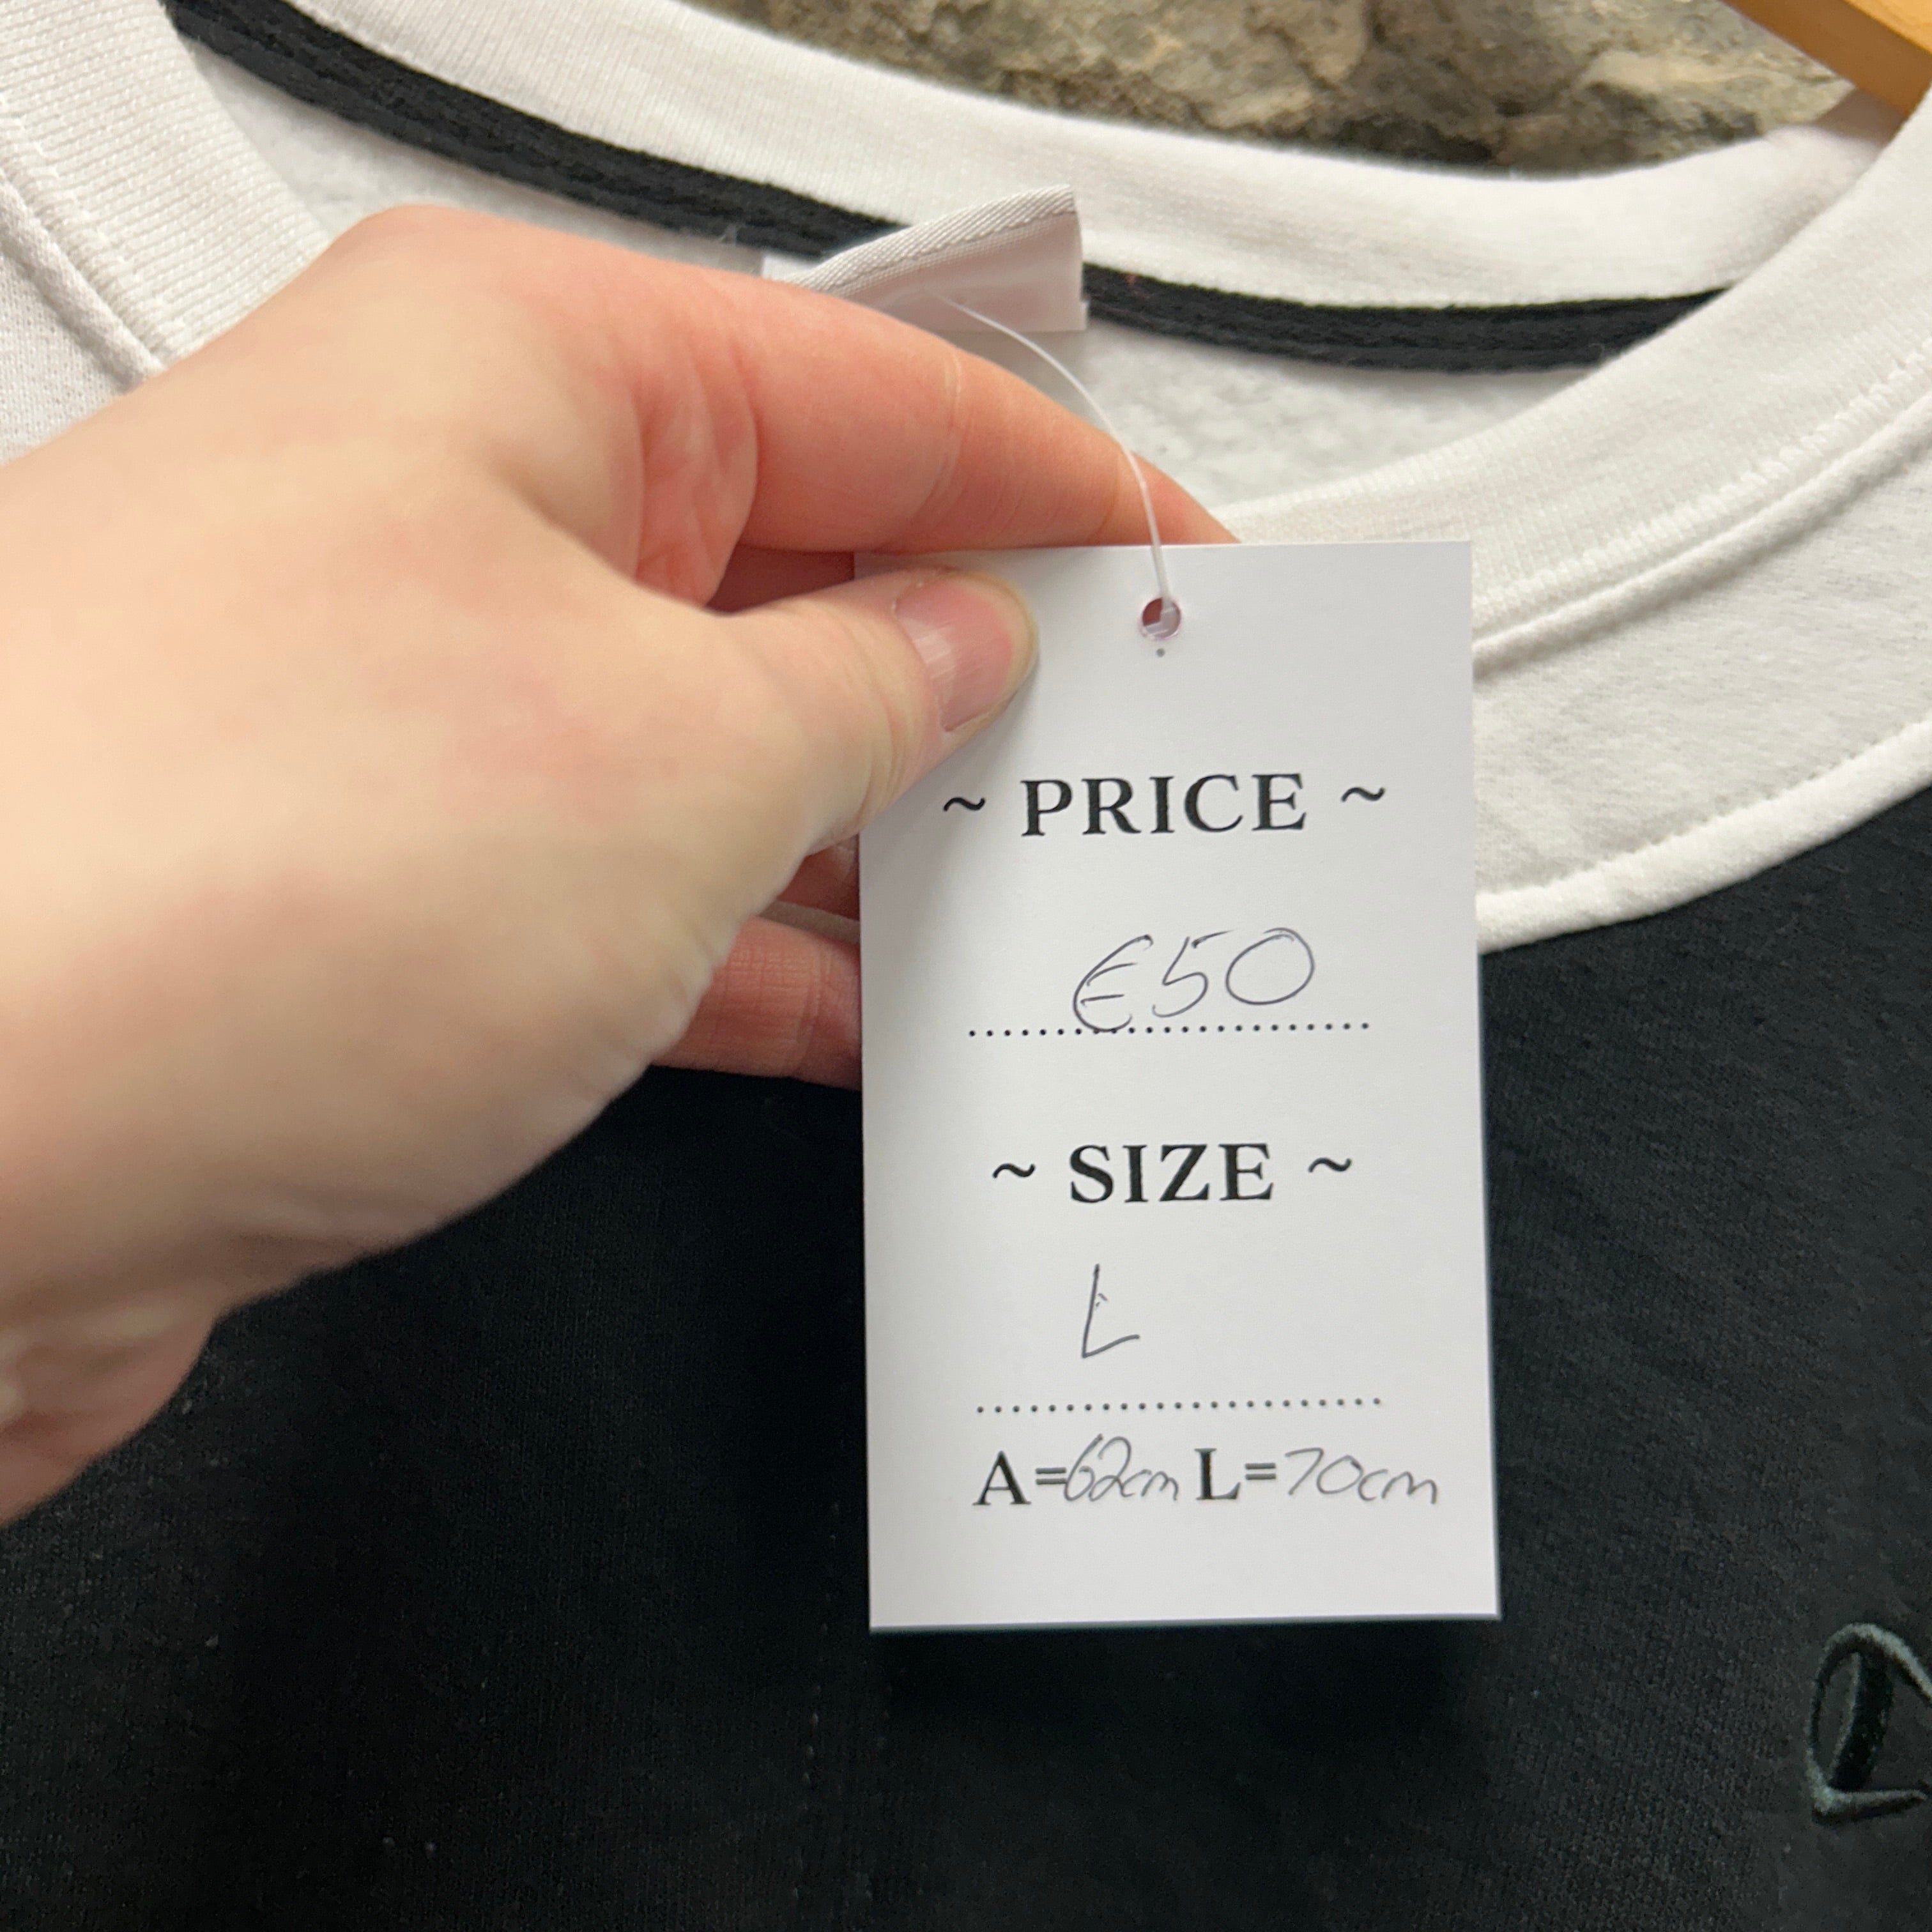 ~ PRICE ~
€50
~ SIZE ~
L
A=62cm L=70cm